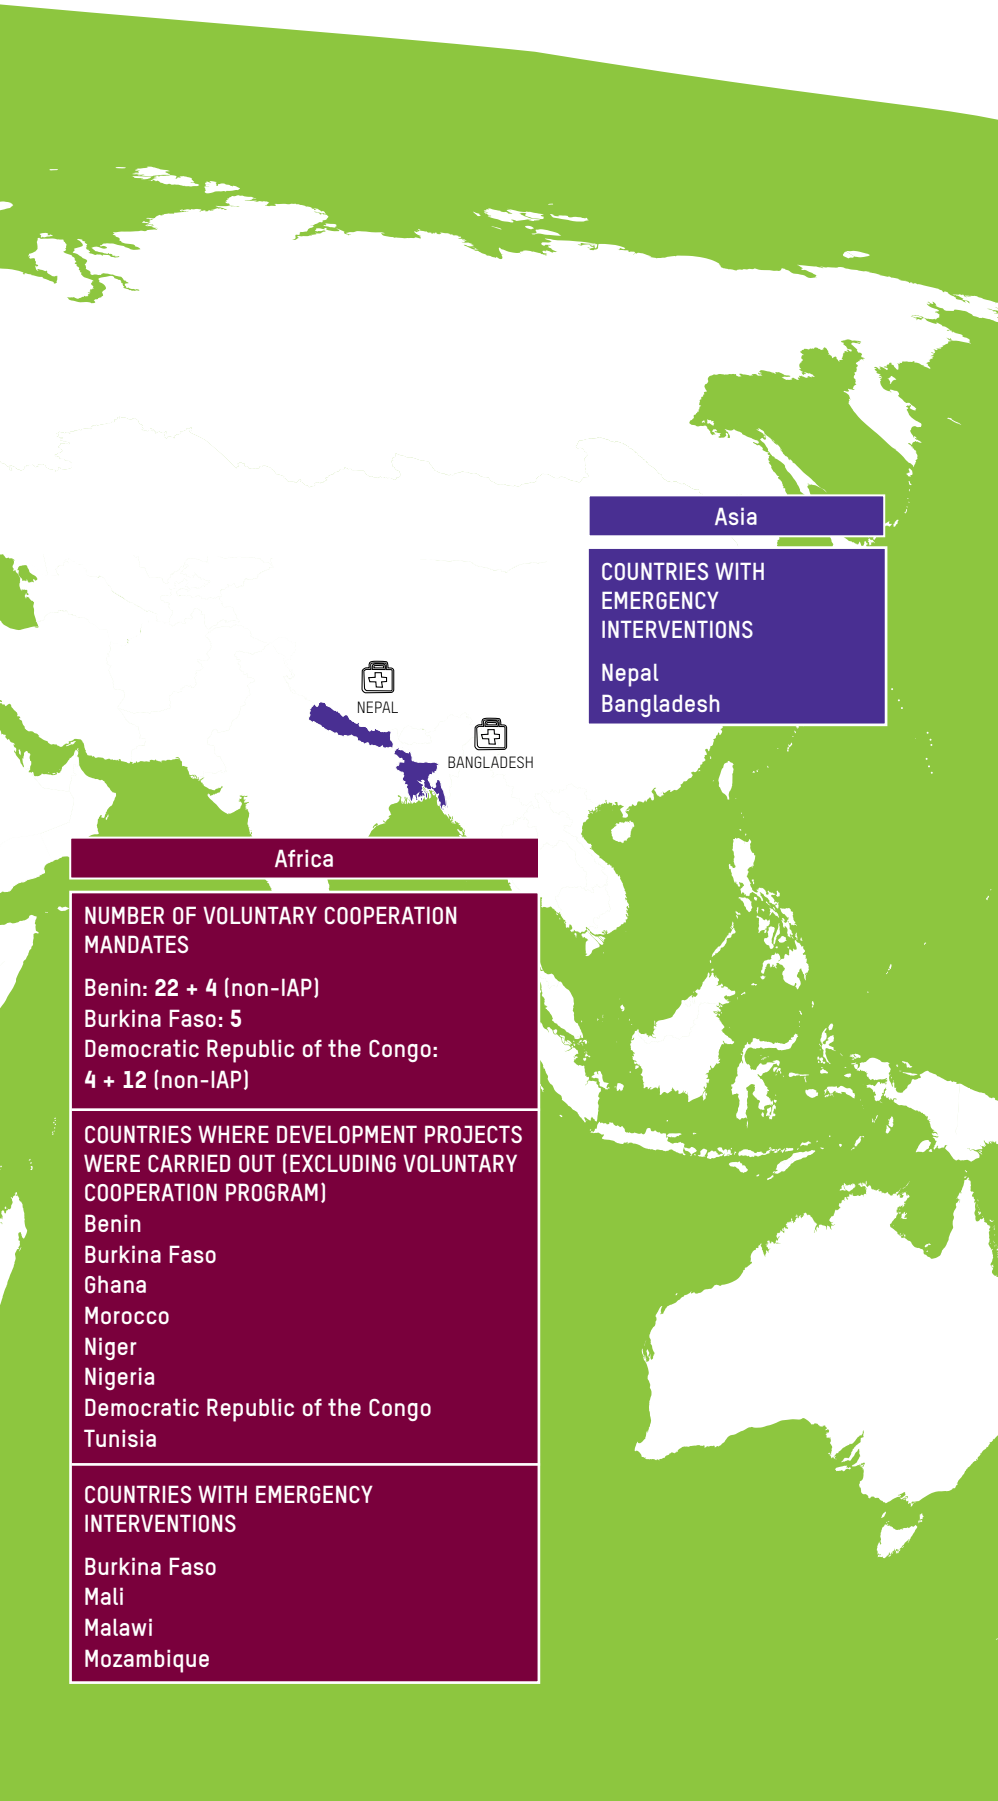 Asia
COUNTRIES WITH
EMERGENCY
INTERVENTIONS
Nepal
Bangladesh
NEPAL
BANGLADESH
Africa
NUMBER OF VOLUNTARY COOPERATION
MANDATES
Benin: 22 + 4 (non-IAP)
Burkina Faso: 5
Democratic Republic of the Congo:
4 + 12 (non-IAP)
COUNTRIES WHERE DEVELOPMENT PROJECTS
WERE CARRIED OUT (EXCLUDING VOLUNTARY
COOPERATION PROGRAM)
Benin
Burkina Faso
Ghana
Morocco
Niger
Nigeria
Democratic Republic of the Congo
Tunisia
COUNTRIES WITH EMERGENCY
INTERVENTIONS
Burkina Faso
Mali
Malawi
Mozambique